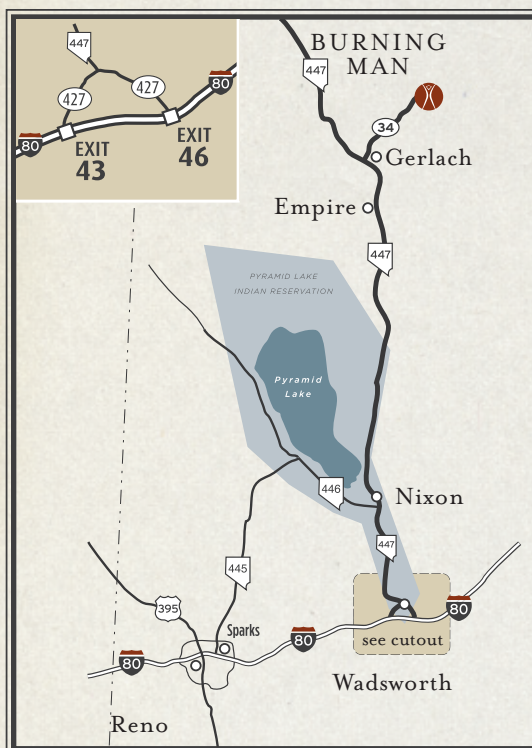 447
427
427
80
80
EXIT
43
EXIT
46
BURNING
MAN
447
34
Gerlach
Empire
447
PYRAMID LAKE
INDIAN RESERVATION
Pyramid
Lake
446
Nixon
447
445
395
Sparks
80
80
80
see cutout
Wadsworth
Reno